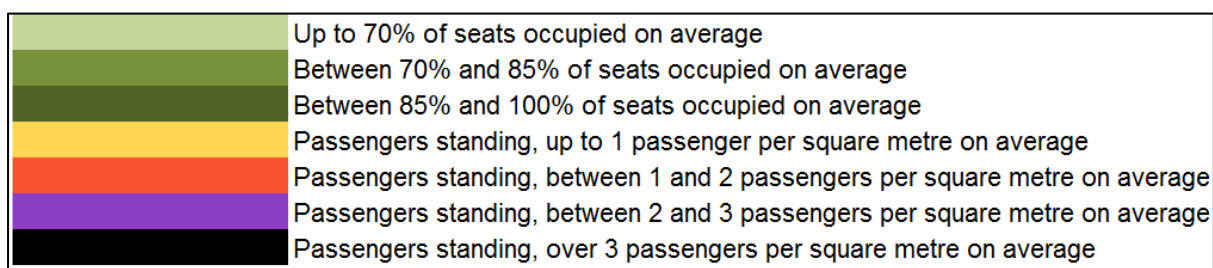 Up to 70% of seats occupied on average
Between 70% and 85% of seats occupied on average
Between 85% and 100% of seats occupied on average
Passengers standing, up to 1 passenger per square metre on average
Passengers standing, between 1 and 2 passengers per square metre on average
Passengers standing, between 2 and 3 passengers per square metre on average
Passengers standing, over 3 passengers per square metre on average